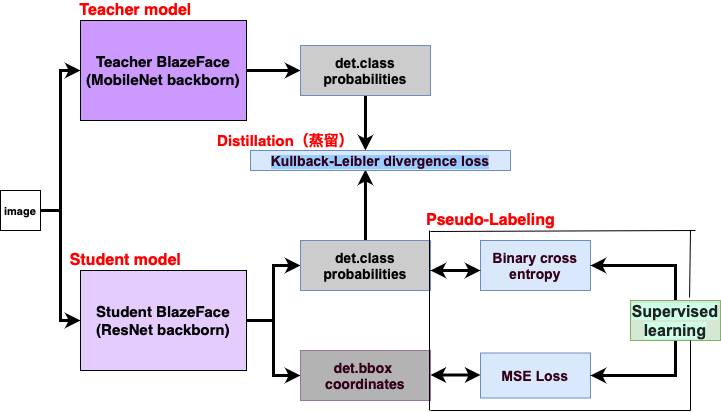 Teacher model
Teacher BlazeFace
(MobileNet backborn)
det.class
probabilities
Distillation（蒸留）
Kullback-Leibler divergence loss
image
Pseudo-Labeling
Student model
Student BlazeFace
(ResNet backborn)
det.class
probabilities
Binary cross
entropy
Supervised
learning
det.bbox
coordinates
MSE Loss